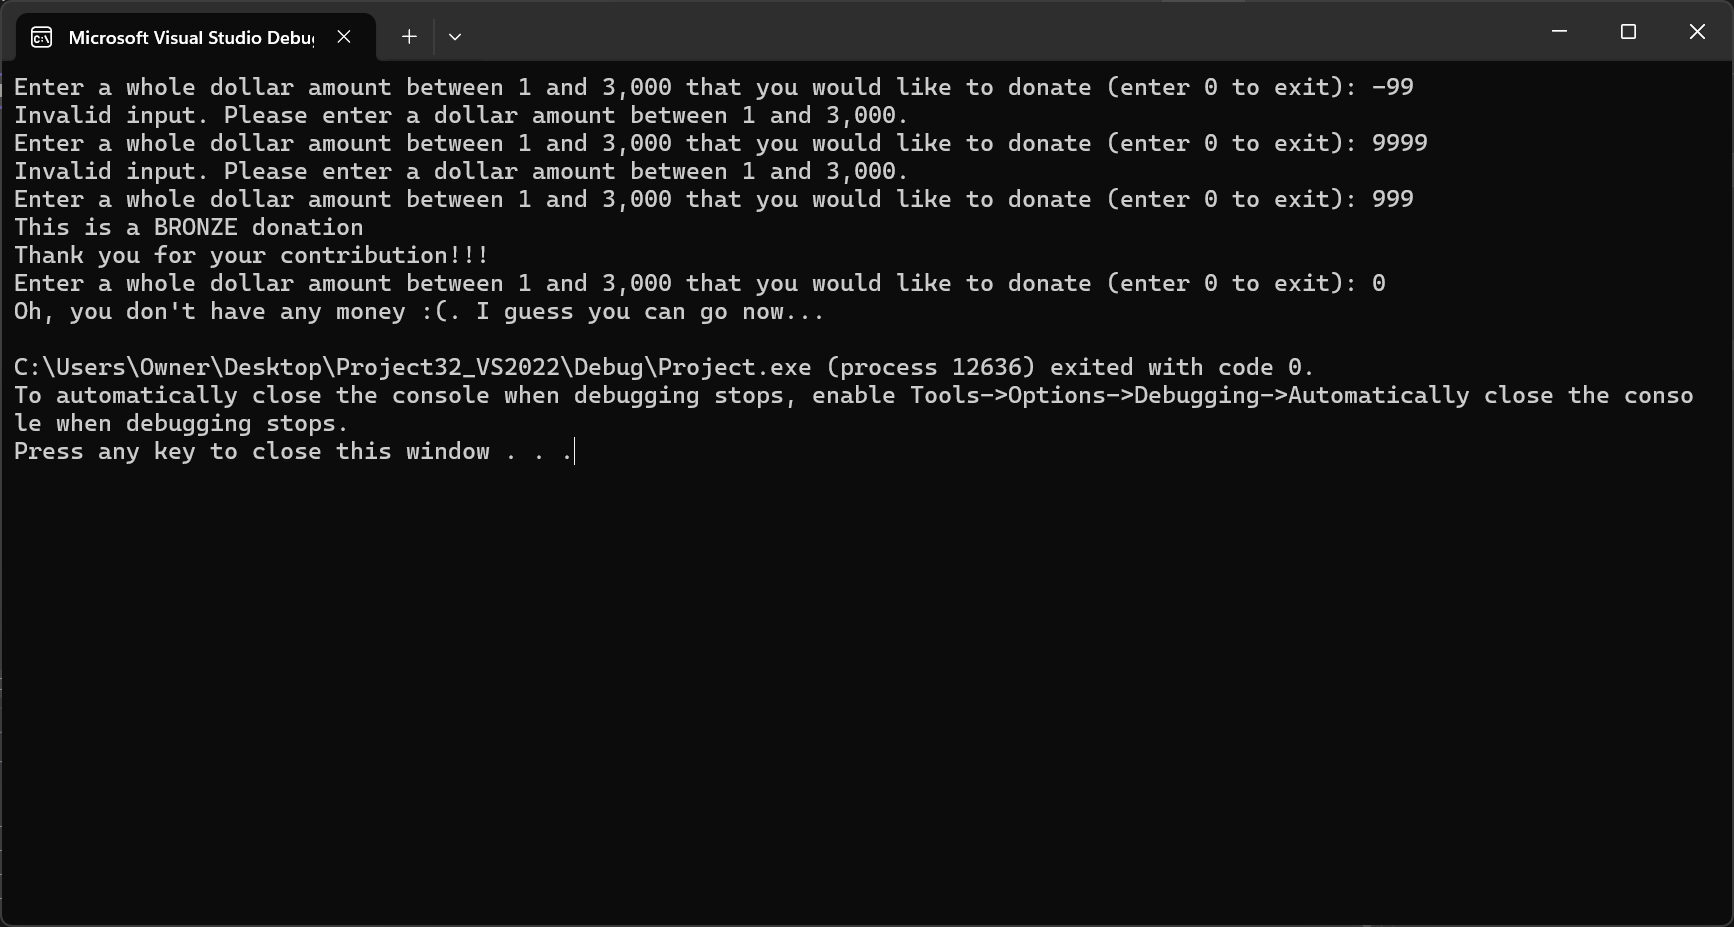 Microsoft Visual Studio Debu
Enter a whole dollar amount between 1 and 3,000 that you would like to donate (enter 0 to exit): -99
Invalid input. Please enter a dollar amount between 1 and 3,000.
Enter a whole dollar amount between 1 and 3,000 that you would like to donate (enter 0 to exit): 9999
Invalid input. Please enter a dollar amount between 1 and 3,000.
Enter a whole dollar amount between 1 and 3,000 that you would like to donate (enter 0 to exit): 999
This is a BRONZE donation
Thank you for your contribution!!!
Enter a whole dollar amount between 1 and 3,000 that you would like to donate (enter 0 to exit): 0
Oh, you don't have any money :(. I guess you can go now...
C:\Users\Owner\Desktop\Project32_VS2022\Debug\Project.exe (process 12636) exited with code 0.
To automatically close the console when debugging stops, enable Tools->Options->Debugging->Automatically close the conso
le when debugging stops.
Press any key to close this window . . .